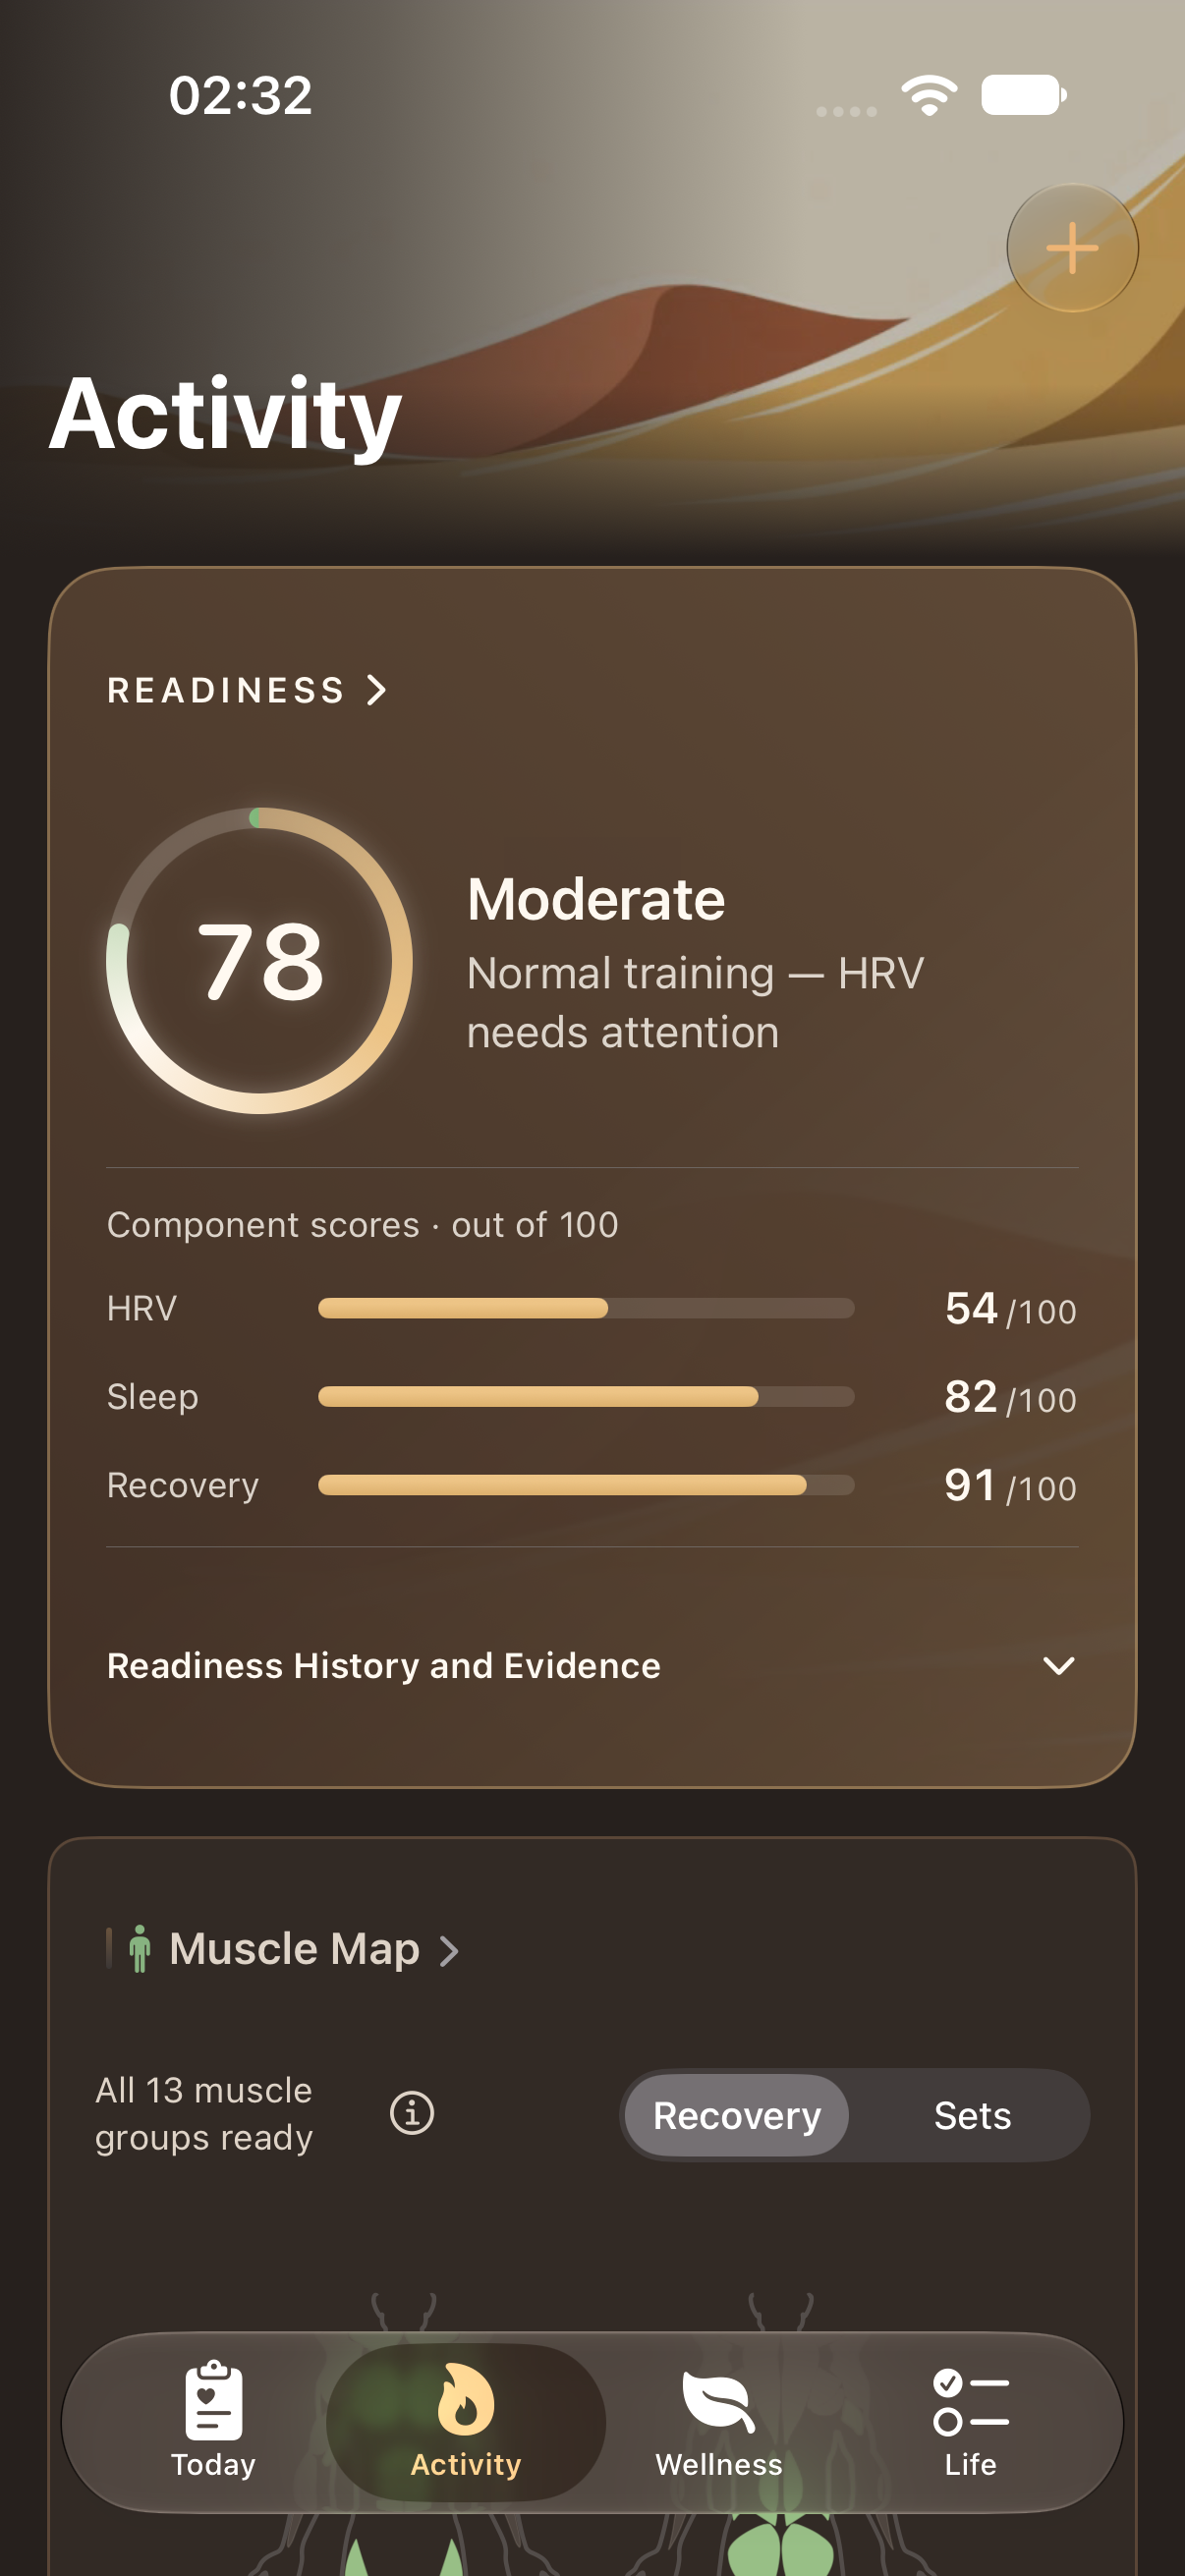 02:32
Activity
READINESS
78
Moderate
Normal training — HRV
needs attention
Component scores · out of 100
HRV 54 /100
Sleep 82 /100
Recovery 91 /100
Readiness History and Evidence
Muscle Map
All 13 muscle
groups ready
Recovery Sets
Today Activity Wellness Life